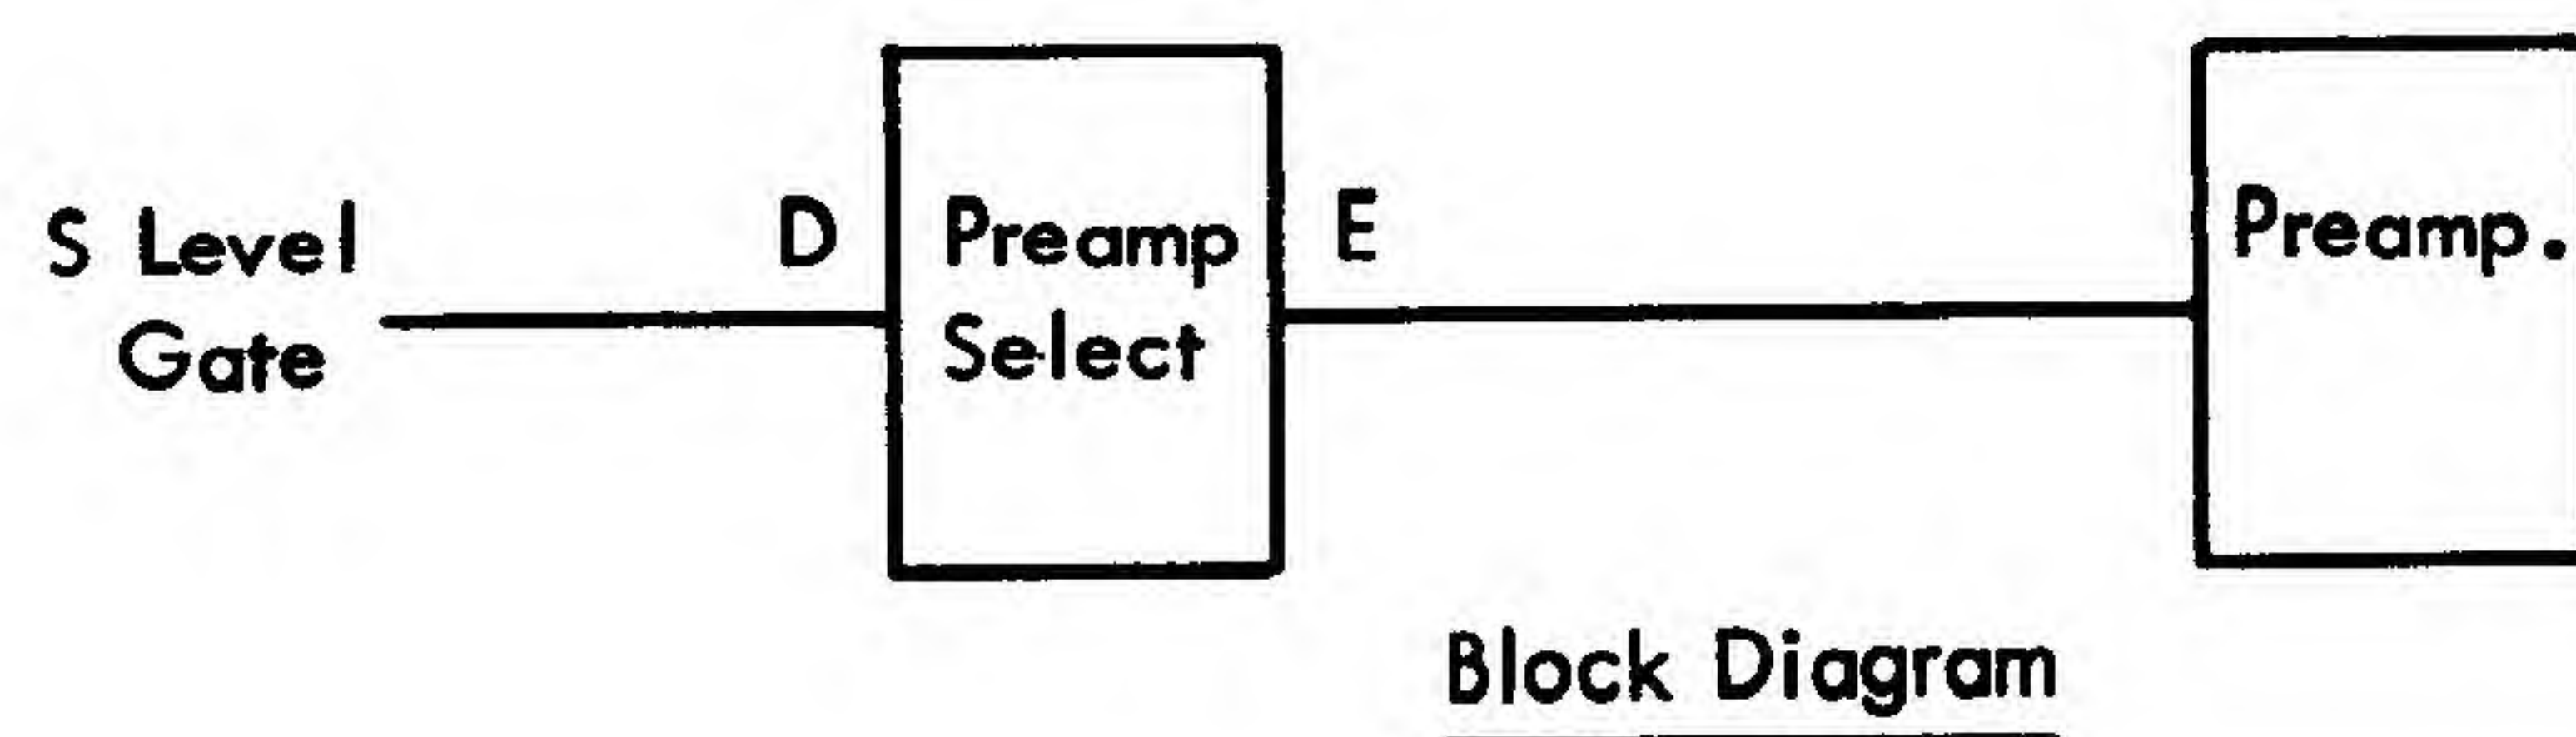 S Level
Gate
D
Preamp
Select
E
Preamp.
Block Diagram